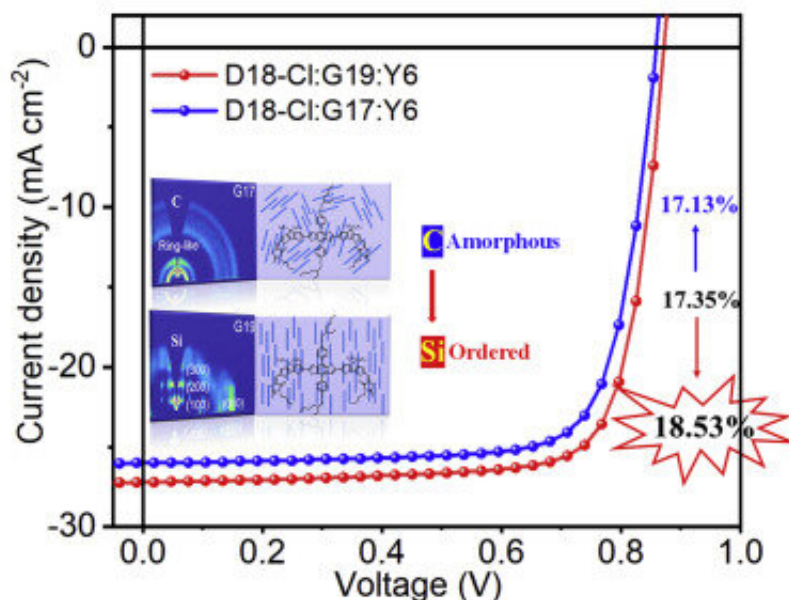 D18-Cl:G19:Y6
D18-Cl:G17:Y6
G17
C
Ring-like
G19
Si
(300)
(200)
(100)
C Amorphous
Si Ordered
17.13%
17.35%
18.53%
0
-10
-20
-30
Current density (mA cm⁻²)
0.0 0.2 0.4 0.6 0.8 1.0
Voltage (V)